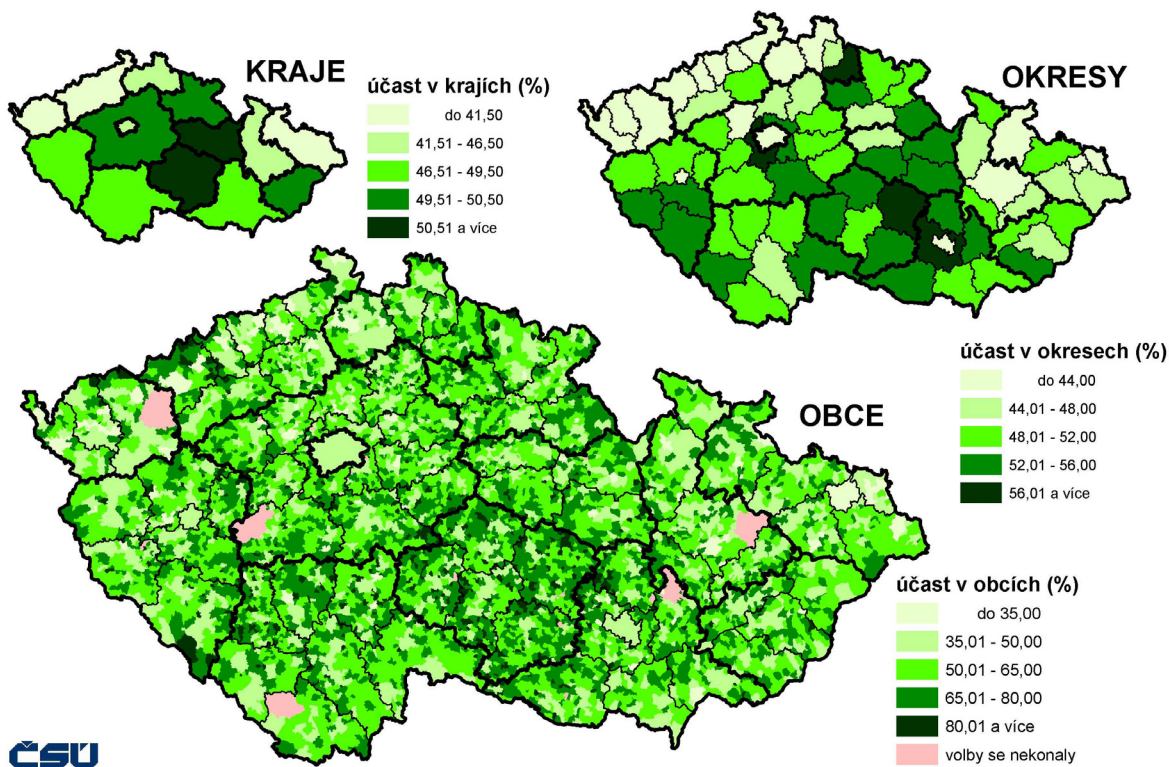 KRAJE
účast v krajích (%)
do 41,50
41,51 - 46,50
46,51 - 49,50
49,51 - 50,50
50,51 a více
OKRESY
účast v okresech (%)
do 44,00
44,01 - 48,00
48,01 - 52,00
52,01 - 56,00
56,01 a více
OBCE
účast v obcích (%)
do 35,00
35,01 - 50,00
50,01 - 65,00
65,01 - 80,00
80,01 a více
volby se nekonaly
ČSÚ